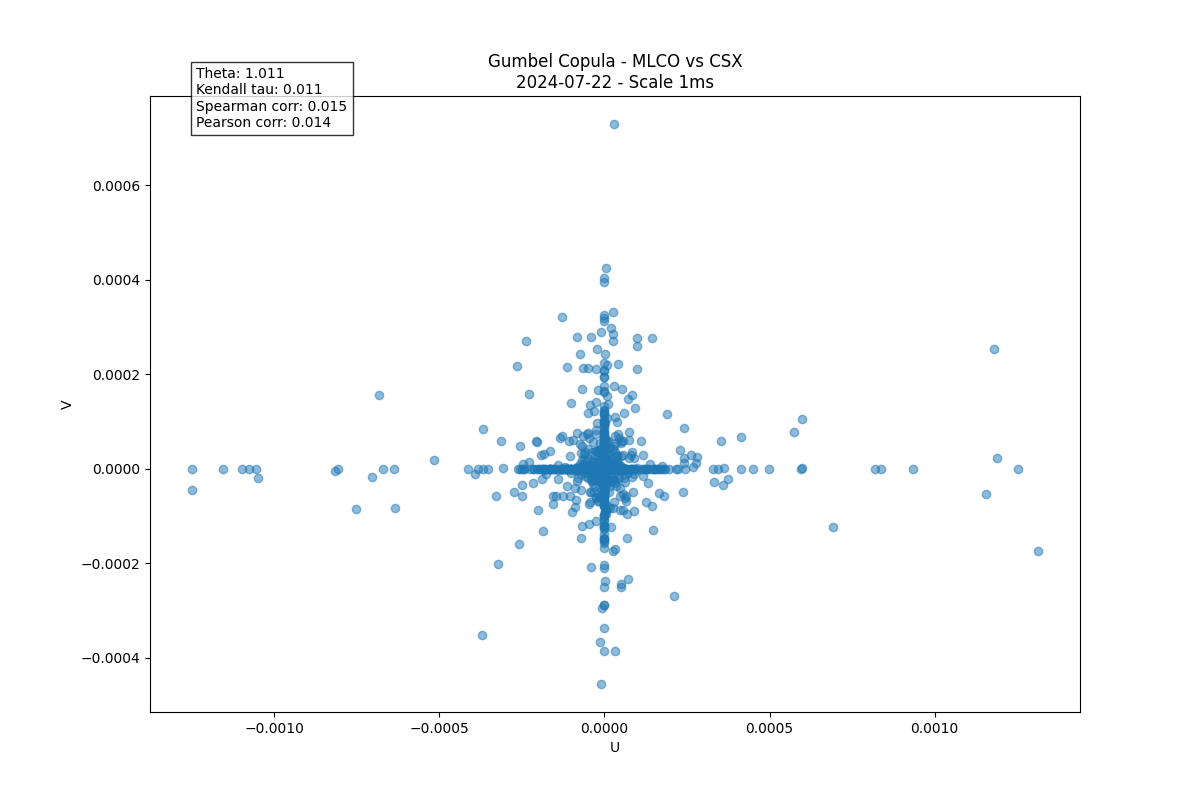 Gumbel Copula - MLCO vs CSX
2024-07-22 - Scale 1ms
Theta: 1.011
Kendall tau: 0.011
Spearman corr: 0.015
Pearson corr: 0.014
V
0.0006
0.0004
0.0002
0.0000
−0.0002
−0.0004
−0.0010
−0.0005
0.0000
0.0005
0.0010
U